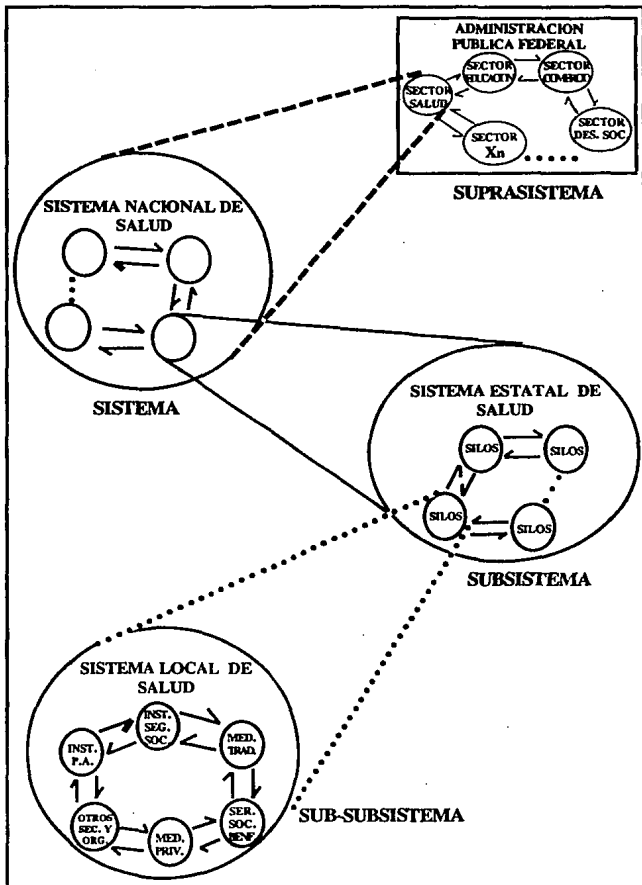 ADMINISTRACION
PUBLICA FEDERAL
SECTOR
EDUCACION
SECTOR
COMERCIO
SECTOR
SALUD
SECTOR
DES. SOC.
SECTOR
Xn
SUPRASISTEMA
SISTEMA NACIONAL DE
SALUD
SISTEMA
SISTEMA ESTATAL DE
SALUD
SILOS
SILOS
SILOS
SILOS
SUBSISTEMA
SISTEMA LOCAL DE
SALUD
INST.
SEG.
SOC.
INST.
P.A.
MED.
TRAD.
OTROS
SEC. Y
ORG.
MED.
PRIV.
SER.
SOC.
BENF.
SUB-SUBSISTEMA